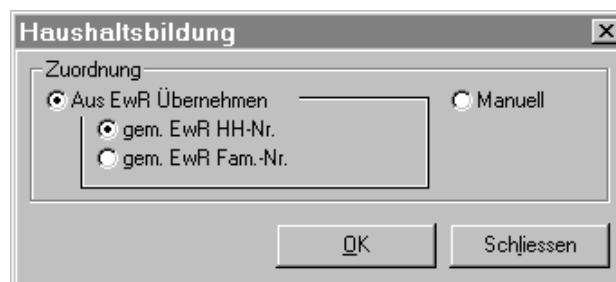 Haushaltsbildung
Zuordnung
Aus EwR Übernehmen Manuell
gem. EwR HH-Nr.
gem. EwR Fam.-Nr.
OK Schliessen